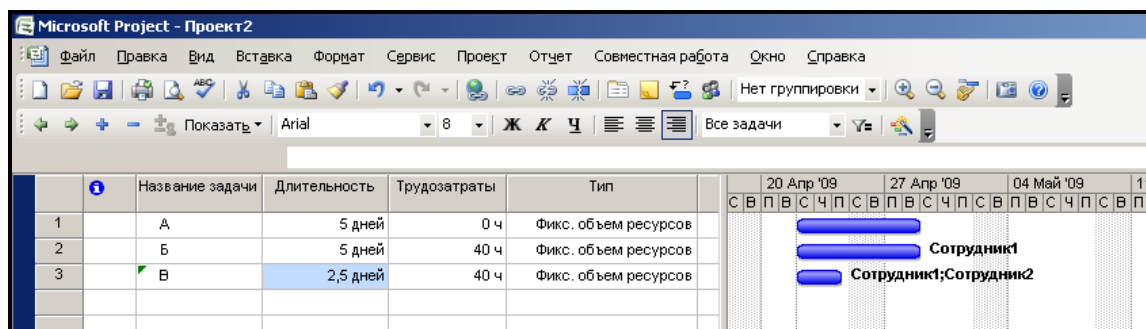 Microsoft Project - Проект2
Файл Правка Вид Вставка Формат Сервис Проект Отчет Совместная работа Окно Справка
ABC Нет группировки
Показать Arial 8 Ж К Ч Все задачи
Название задачи Длительность Трудозатраты Тип 20 Апр '09 27 Апр '09 04 Май '09 1
С В П В С Ч П С В П В С Ч П С В П В С Ч П С В П
1 А 5 дней 0 ч Фикс. объем ресурсов
2 Б 5 дней 40 ч Фикс. объем ресурсов Сотрудник1
3 В 2,5 дней 40 ч Фикс. объем ресурсов Сотрудник1;Сотрудник2